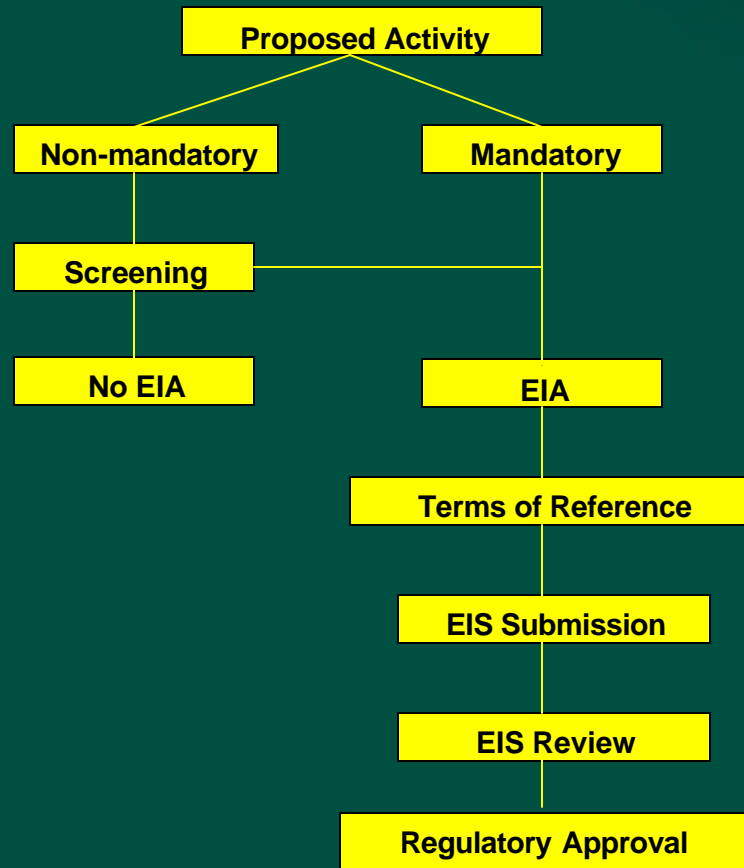 Proposed Activity
Non-mandatory
Mandatory
Screening
No EIA
EIA
Terms of Reference
EIS Submission
EIS Review
Regulatory Approval